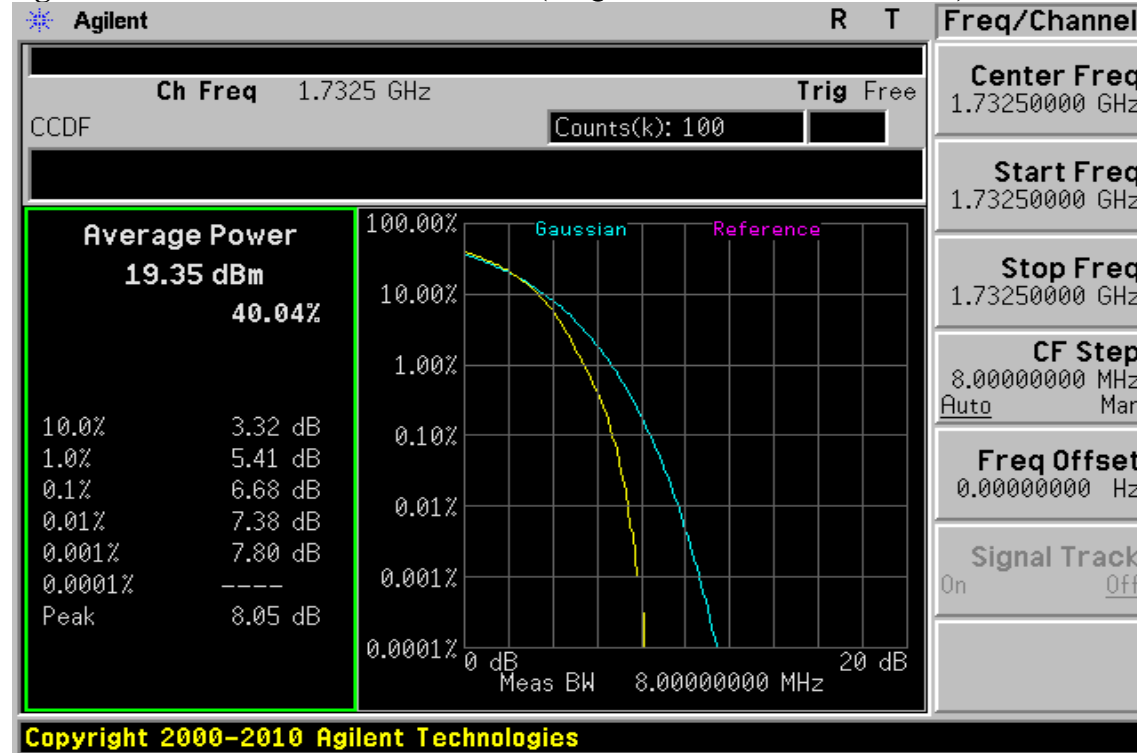 Agilent R T Freq/Channel
Ch Freq 1.7325 GHz Trig Free
CCDF Counts(k): 100
Center Freq
1.73250000 GHz
Start Freq
1.73250000 GHz
Stop Freq
1.73250000 GHz
CF Step
8.00000000 MHz
Auto Man
Freq Offset
0.00000000 Hz
Signal Track
On Off
Average Power
19.35 dBm
40.04%
10.0% 3.32 dB
1.0% 5.41 dB
0.1% 6.68 dB
0.01% 7.38 dB
0.001% 7.80 dB
0.0001% ----
Peak 8.05 dB
Gaussian Reference
100.00%
10.00%
1.00%
0.10%
0.01%
0.001%
0.0001%
0 dB 20 dB
Meas BW 8.00000000 MHz
Copyright 2000-2010 Agilent Technologies